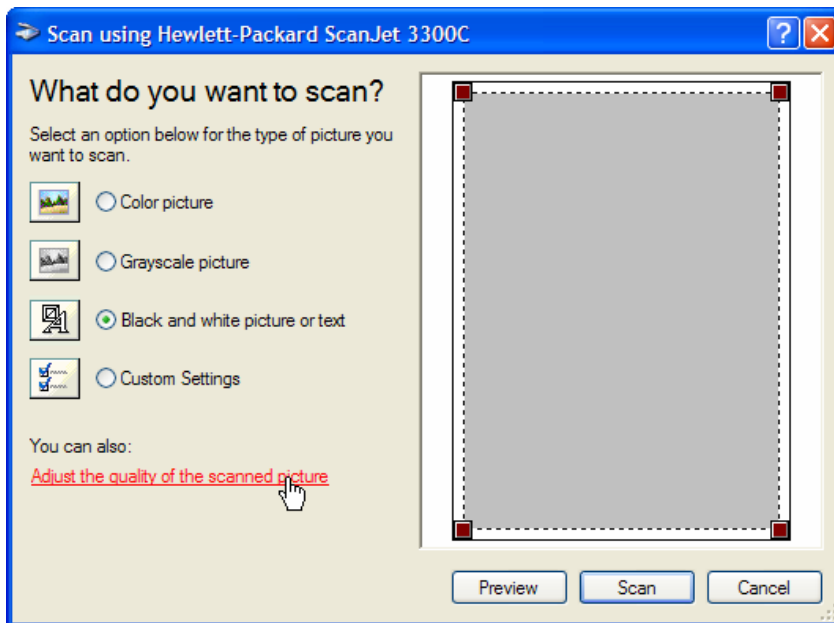 Scan using Hewlett-Packard ScanJet 3300C
What do you want to scan?
Select an option below for the type of picture you
want to scan.
Color picture
Grayscale picture
Black and white picture or text
Custom Settings
You can also:
Adjust the quality of the scanned picture
Preview Scan Cancel